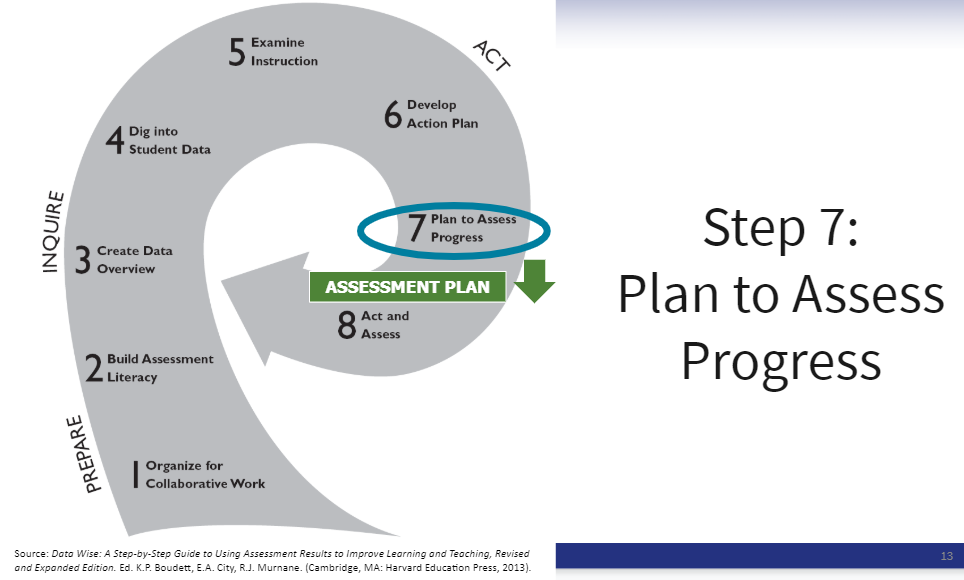 5 Examine
Instruction
ACT
6 Develop
Action Plan
4 Dig into
Student Data
INQUIRE
7 Plan to Assess
Progress
3 Create Data
Overview
ASSESSMENT PLAN
8 Act and
Assess
2 Build Assessment
Literacy
PREPARE
1 Organize for
Collaborative Work
Step 7:
Plan to Assess
Progress
Source: Data Wise: A Step-by-Step Guide to Using Assessment Results to Improve Learning and Teaching, Revised
and Expanded Edition. Ed. K.P. Boudett, E.A. City, R.J. Murnane. (Cambridge, MA: Harvard Education Press, 2013).
13